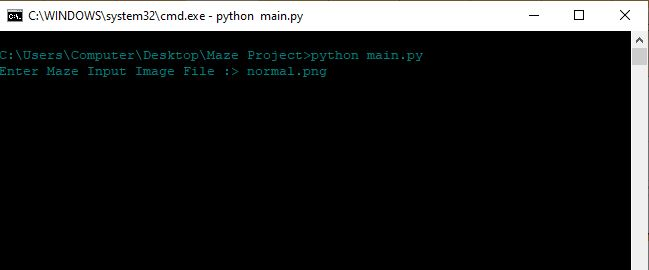 C:\WINDOWS\system32\cmd.exe - python  main.py
C:\Users\Computer\Desktop\Maze Project>python main.py
Enter Maze Input Image File :> normal.png